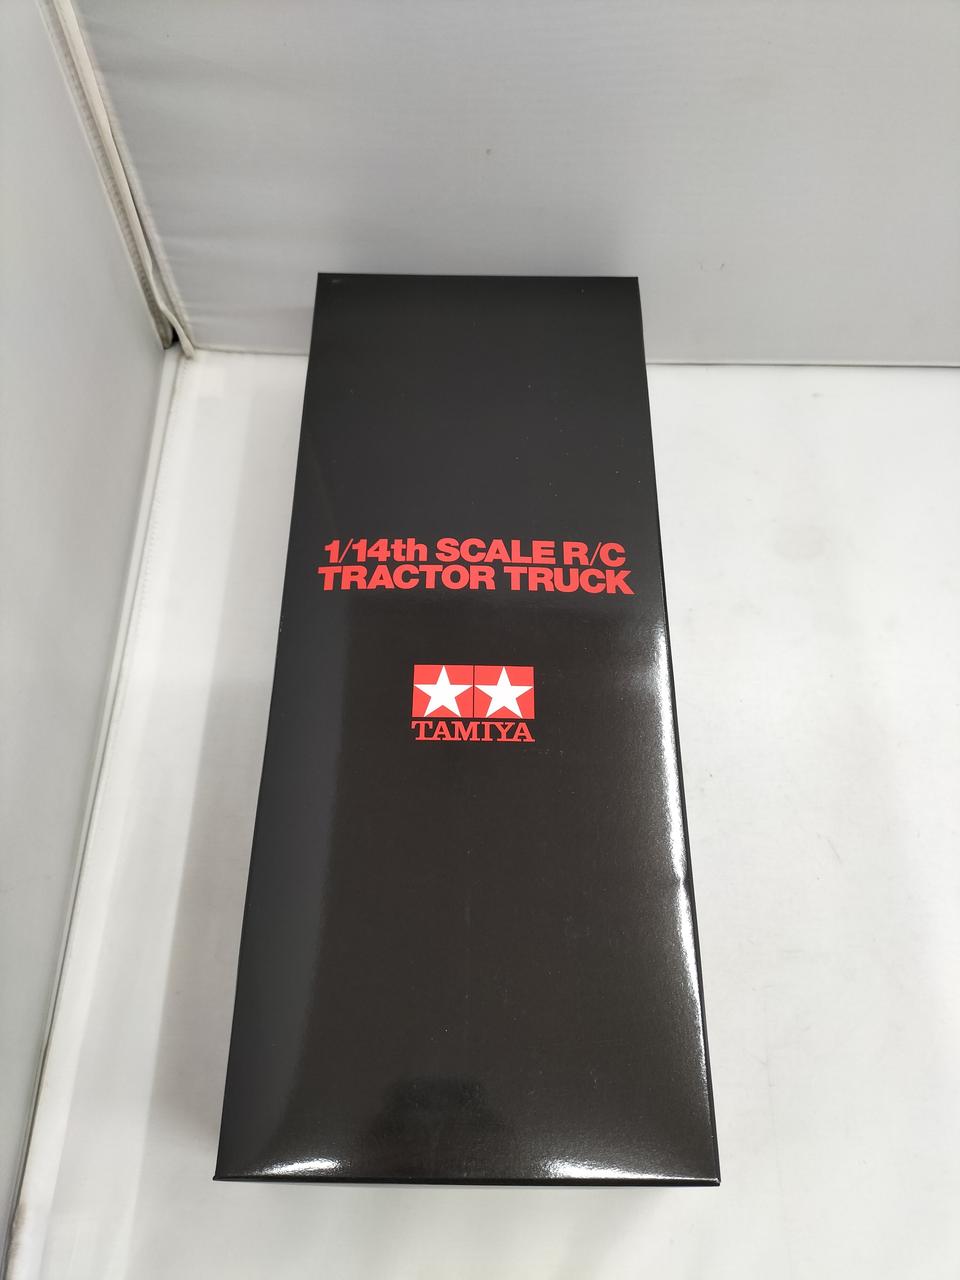 1/14th SCALE R/C
TRACTOR TRUCK
TAMIYA